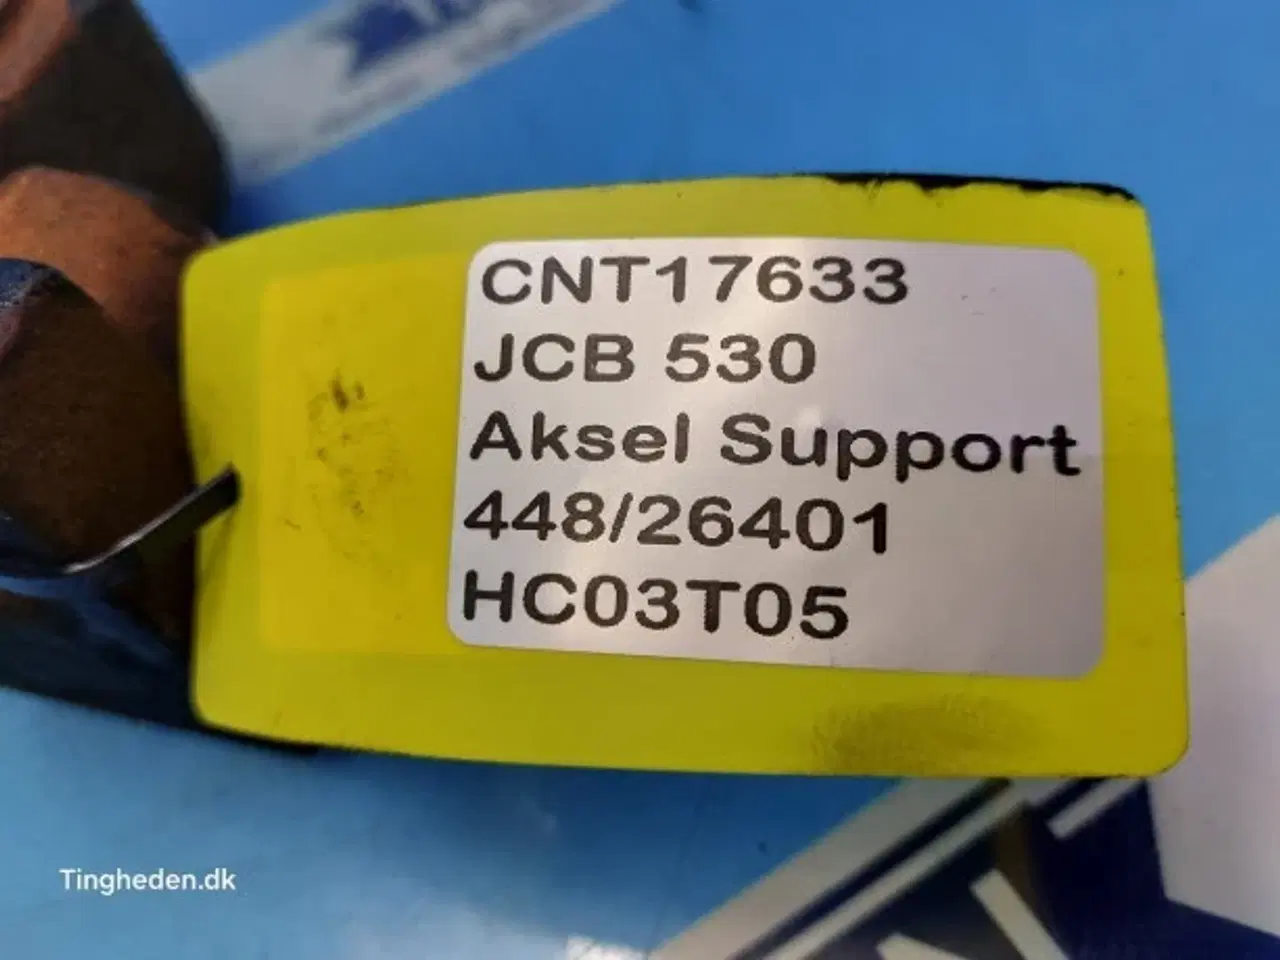 CNT17633
JCB 530
Aksel Support
448/26401
HC03T05
Tingheden.dk